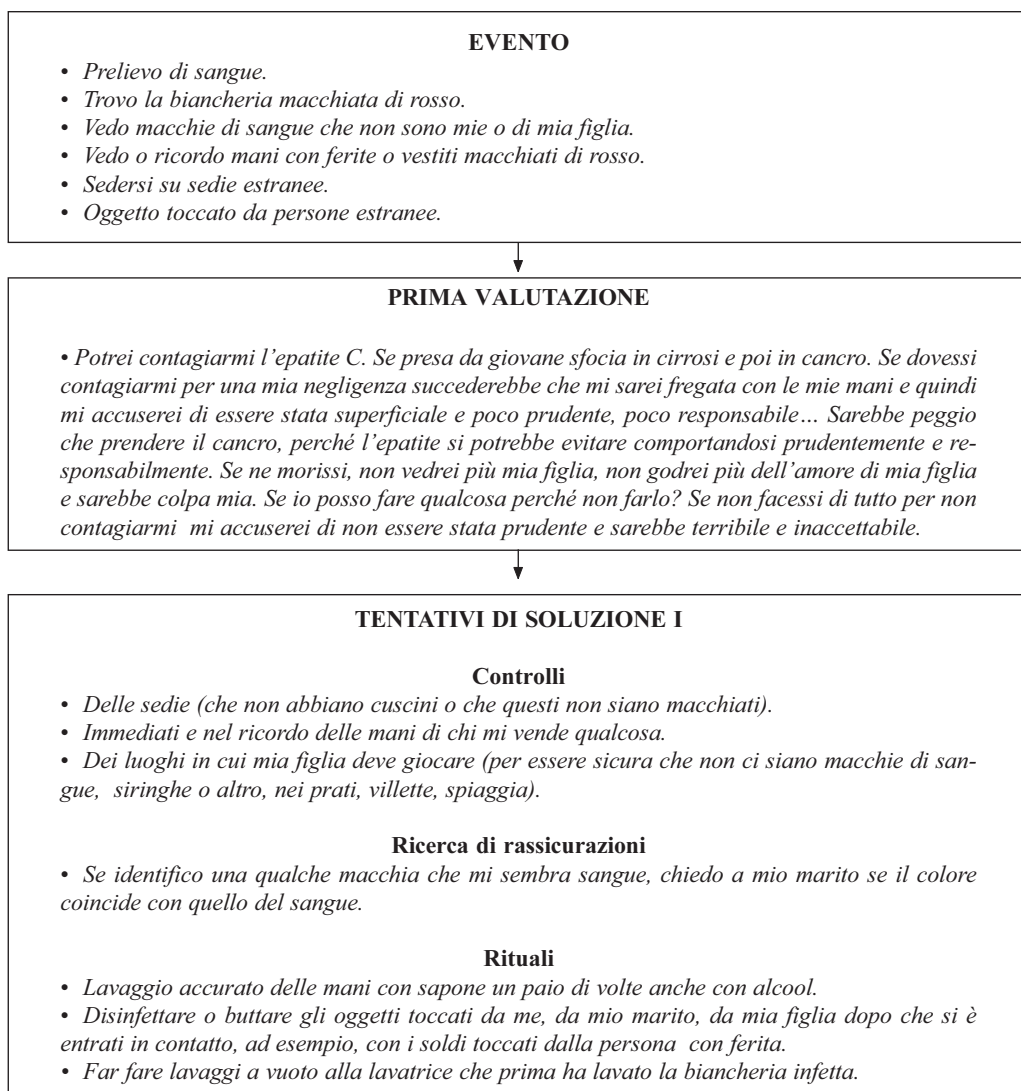 EVENTO
• Prelievo di sangue.
• Trovo la biancheria macchiata di rosso.
• Vedo macchie di sangue che non sono mie o di mia figlia.
• Vedo o ricordo mani con ferite o vestiti macchiati di rosso.
• Sedersi su sedie estranee.
• Oggetto toccato da persone estranee.
PRIMA VALUTAZIONE
• Potrei contagiarmi l'epatite C. Se presa da giovane sfocia in cirrosi e poi in cancro. Se dovessi
contagiarmi per una mia negligenza succederebbe che mi sarei fregata con le mie mani e quindi
mi accuserei di essere stata superficiale e poco prudente, poco responsabile… Sarebbe peggio
che prendere il cancro, perché l'epatite si potrebbe evitare comportandosi prudentemente e re-
sponsabilmente. Se ne morissi, non vedrei più mia figlia, non godrei più dell'amore di mia figlia
e sarebbe colpa mia. Se io posso fare qualcosa perché non farlo? Se non facessi di tutto per non
contagiarmi mi accuserei di non essere stata prudente e sarebbe terribile e inaccettabile.
TENTATIVI DI SOLUZIONE I
Controlli
• Delle sedie (che non abbiano cuscini o che questi non siano macchiati).
• Immediati e nel ricordo delle mani di chi mi vende qualcosa.
• Dei luoghi in cui mia figlia deve giocare (per essere sicura che non ci siano macchie di san-
gue, siringhe o altro, nei prati, villette, spiaggia).
Ricerca di rassicurazioni
• Se identifico una qualche macchia che mi sembra sangue, chiedo a mio marito se il colore
coincide con quello del sangue.
Rituali
• Lavaggio accurato delle mani con sapone un paio di volte anche con alcool.
• Disinfettare o buttare gli oggetti toccati da me, da mio marito, da mia figlia dopo che si è
entrati in contatto, ad esempio, con i soldi toccati dalla persona con ferita.
• Far fare lavaggi a vuoto alla lavatrice che prima ha lavato la biancheria infetta.